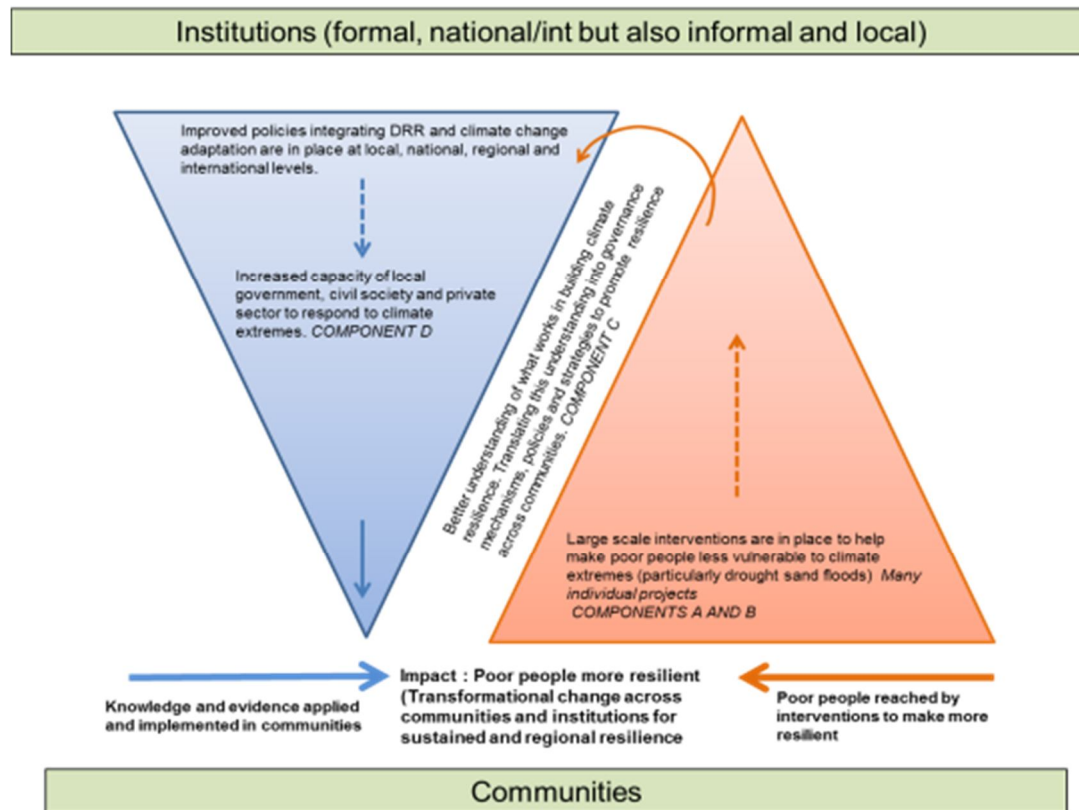 Institutions (formal, national/int but also informal and local)
Improved policies integrating DRR and climate change
adaptation are in place at local, national, regional and
international levels.
Increased capacity of local
government, civil society and private
sector to respond to climate
extremes. COMPONENT D
Better understanding of what works in building climate
resilience. Translating this understanding into governance
mechanisms, policies and strategies to promote resilience
across communities. COMPONENT C
Large scale interventions are in place to help
make poor people less vulnerable to climate
extremes (particularly drought sand floods) Many
individual projects
COMPONENTS A AND B
Knowledge and evidence applied
and implemented in communities
Impact : Poor people more resilient
(Transformational change across
communities and institutions for
sustained and regional resilience
Poor people reached by
interventions to make more
resilient
Communities